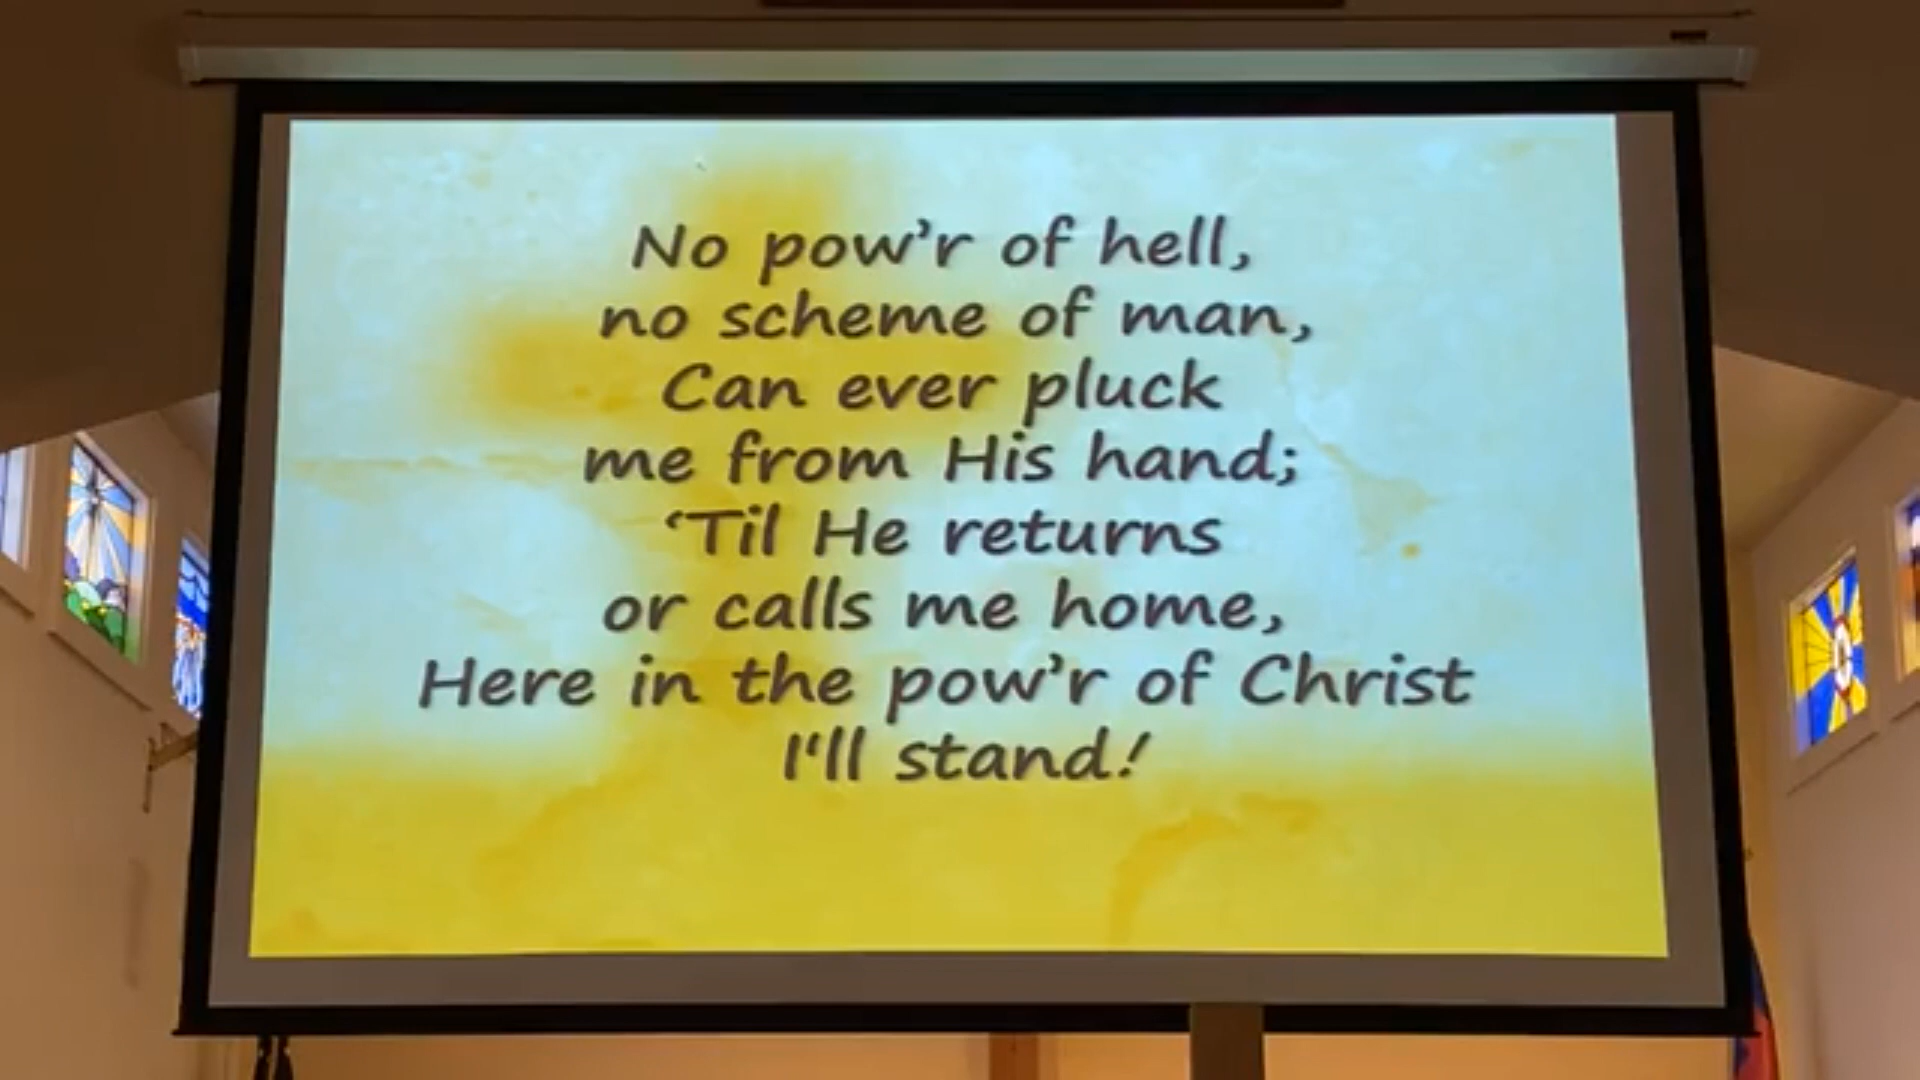 No pow’r of hell,
no scheme of man,
Can ever pluck
me from His hand;
‘Til He returns
or calls me home,
Here in the pow’r of Christ
I‘ll stand!